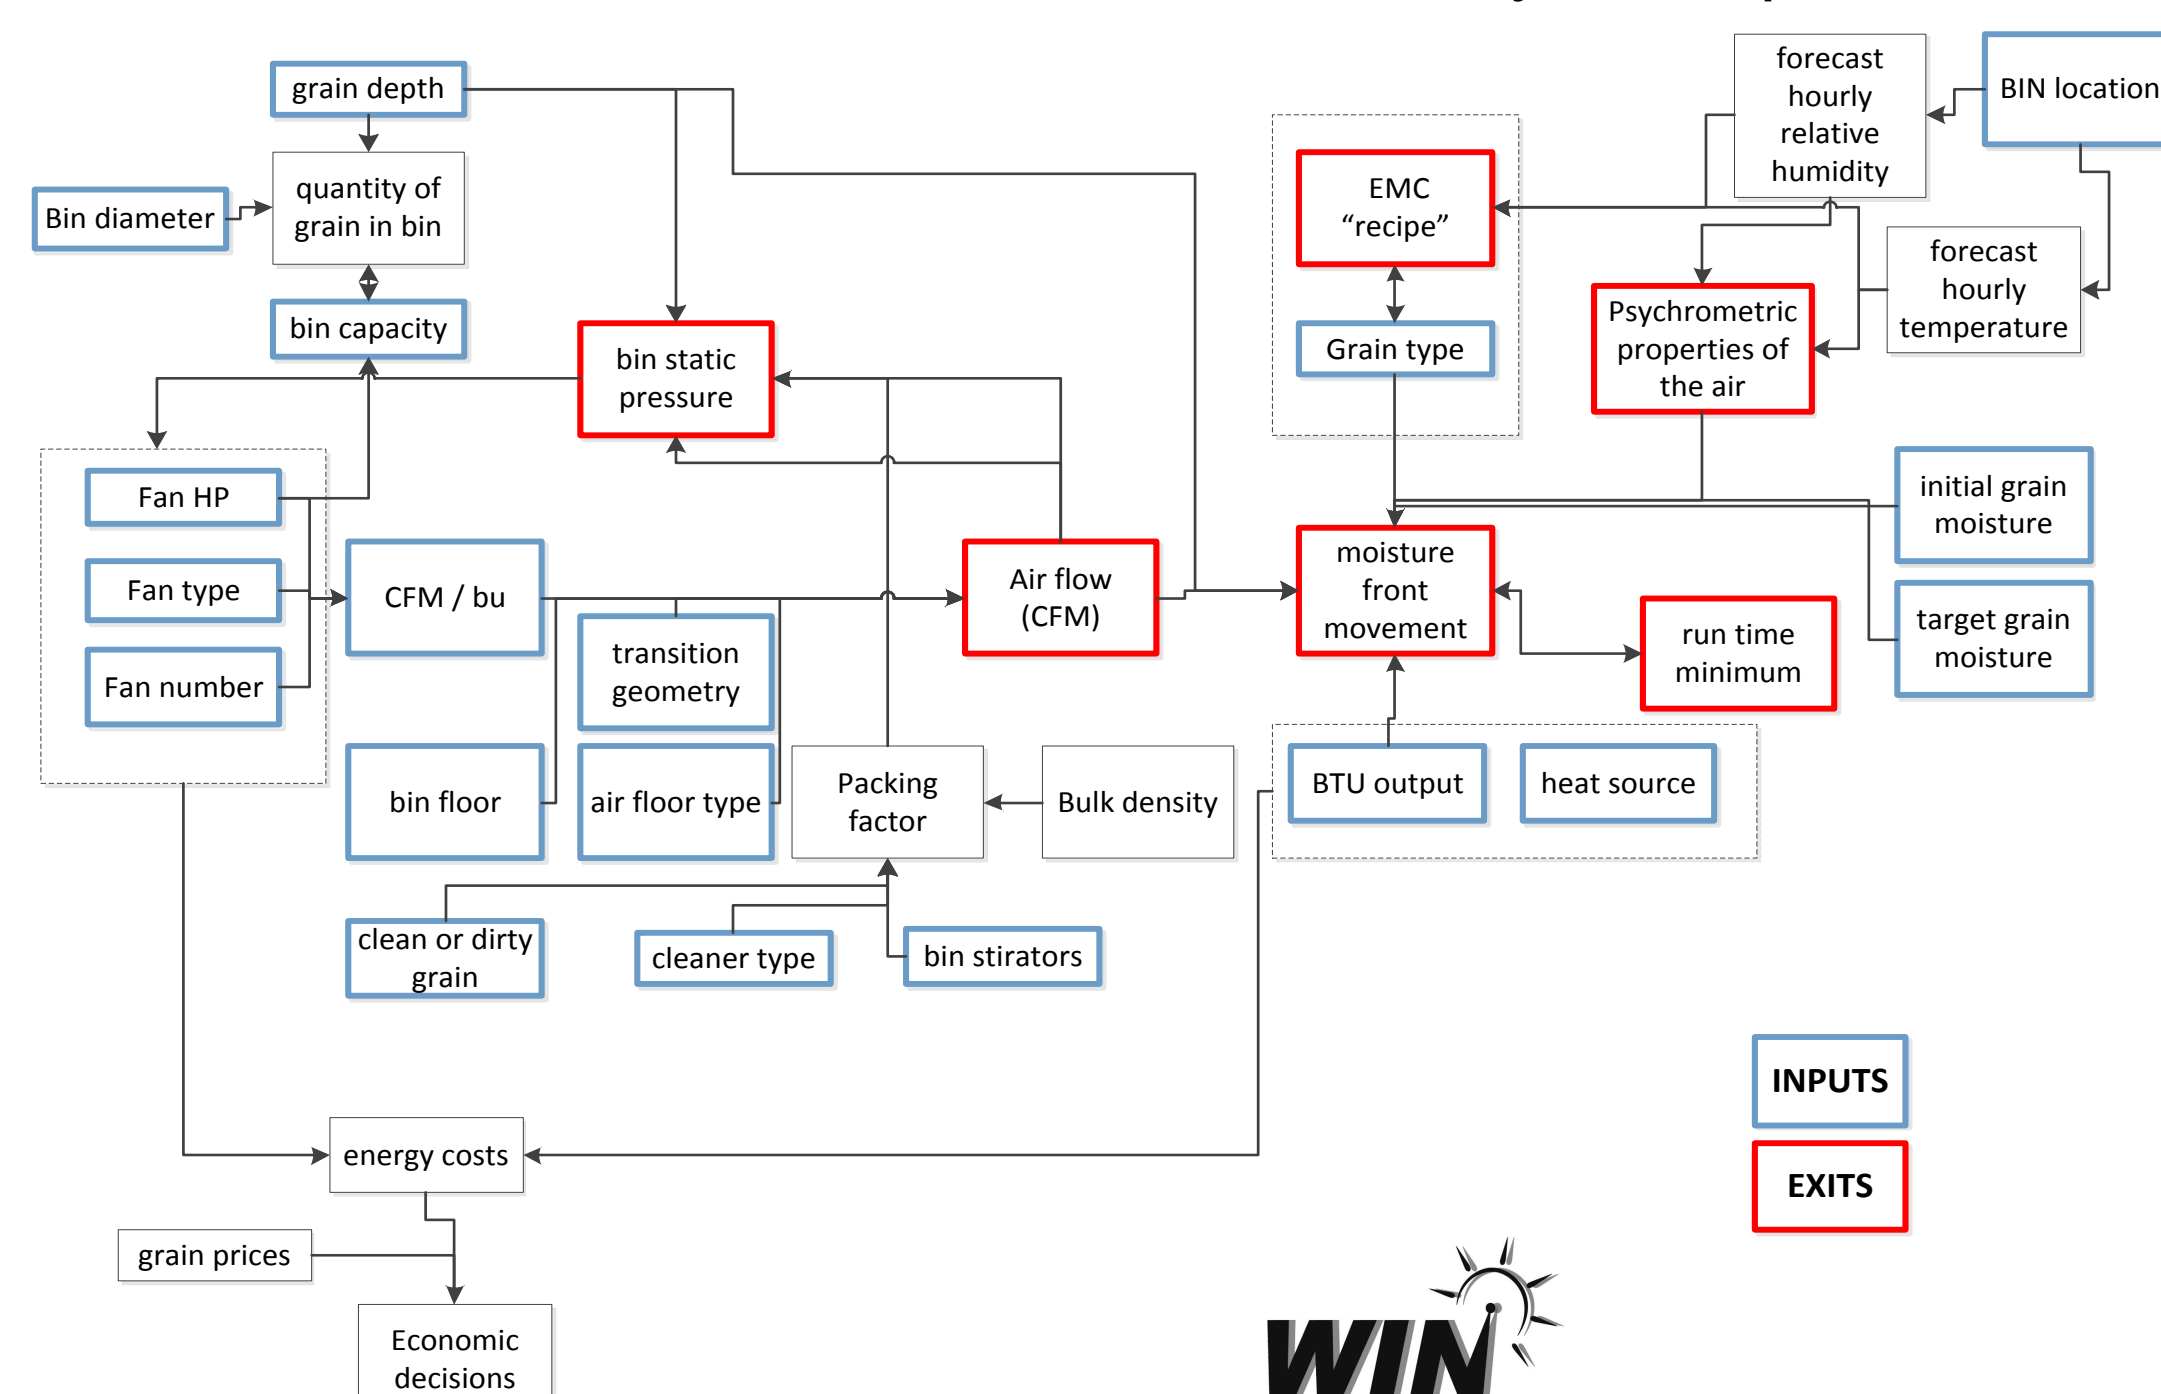 grain depth
quantity of
grain in bin
Bin diameter
bin capacity
bin static
pressure
Fan HP
Fan type
Fan number
CFM / bu
transition
geometry
bin floor
air floor type
Air flow
(CFM)
Packing
factor
Bulk density
clean or dirty
grain
cleaner type
bin stirators
EMC
“recipe”
Grain type
forecast
hourly
relative
humidity
BIN location
forecast
hourly
temperature
Psychrometric
properties of
the air
initial grain
moisture
target grain
moisture
moisture
front
movement
run time
minimum
BTU output
heat source
energy costs
grain prices
Economic
decisions
INPUTS
EXITS
WIN